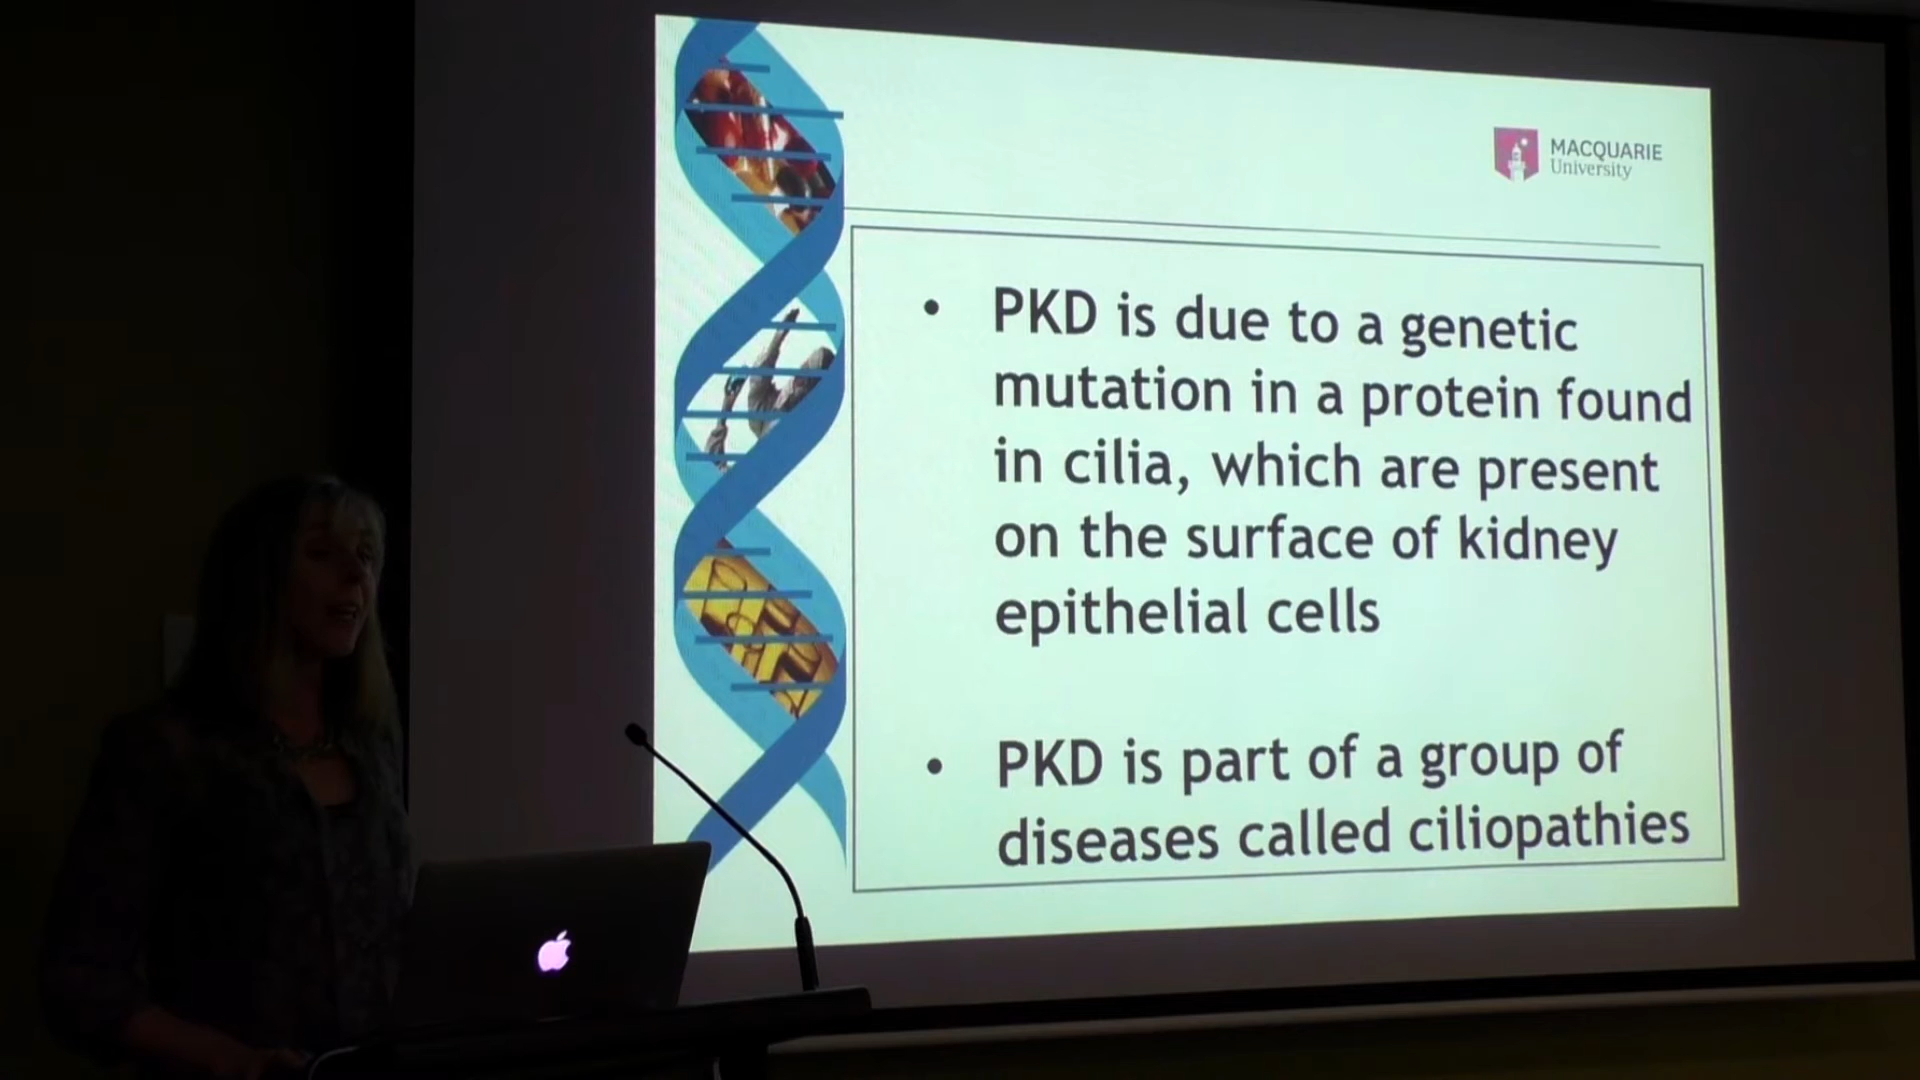 MACQUARIE
University
• PKD is due to a genetic
mutation in a protein found
in cilia, which are present
on the surface of kidney
epithelial cells
• PKD is part of a group of
diseases called ciliopathies